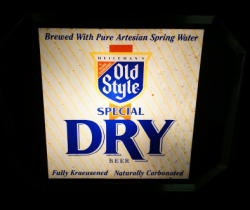 Brewed With Pure Artesian Spring Water
HEILEMAN'S
Old
Style
SPECIAL
DRY
BEER
Fully Kraeusened Naturally Carbonated